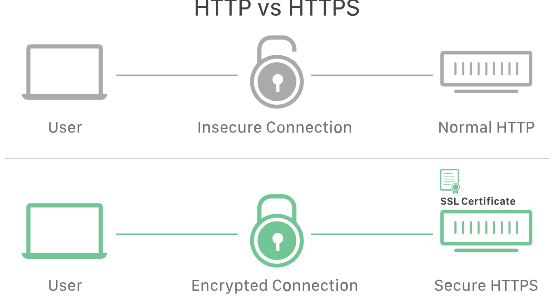 HTTP vs HTTPS
User
Insecure Connection
Normal HTTP
SSL Certificate
User
Encrypted Connection
Secure HTTPS